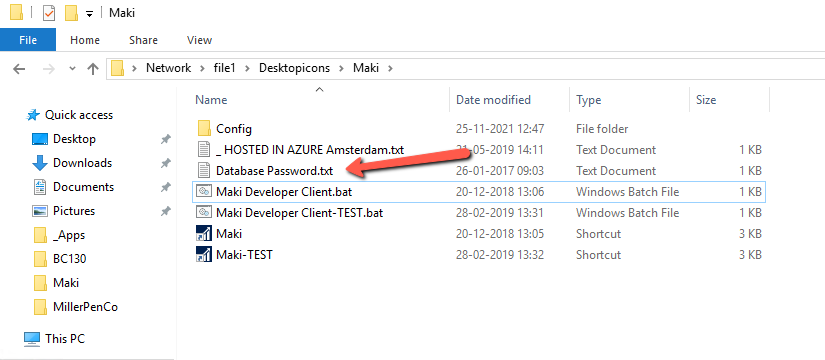 Maki
File Home Share View
Network > file1 > Desktopicons > Maki >
Name Date modified Type Size
Quick access
Desktop
Downloads
Documents
Pictures
_Apps
BC130
Maki
MillerPenCo
This PC
Config 25-11-2021 12:47 File folder
_ HOSTED IN AZURE Amsterdam.txt 21-05-2019 14:11 Text Document 1 KB
Database Password.txt 26-01-2017 09:03 Text Document 1 KB
Maki Developer Client.bat 20-12-2018 13:06 Windows Batch File 1 KB
Maki Developer Client-TEST.bat 28-02-2019 13:31 Windows Batch File 1 KB
Maki 20-12-2018 13:05 Shortcut 3 KB
Maki-TEST 28-02-2019 13:32 Shortcut 3 KB